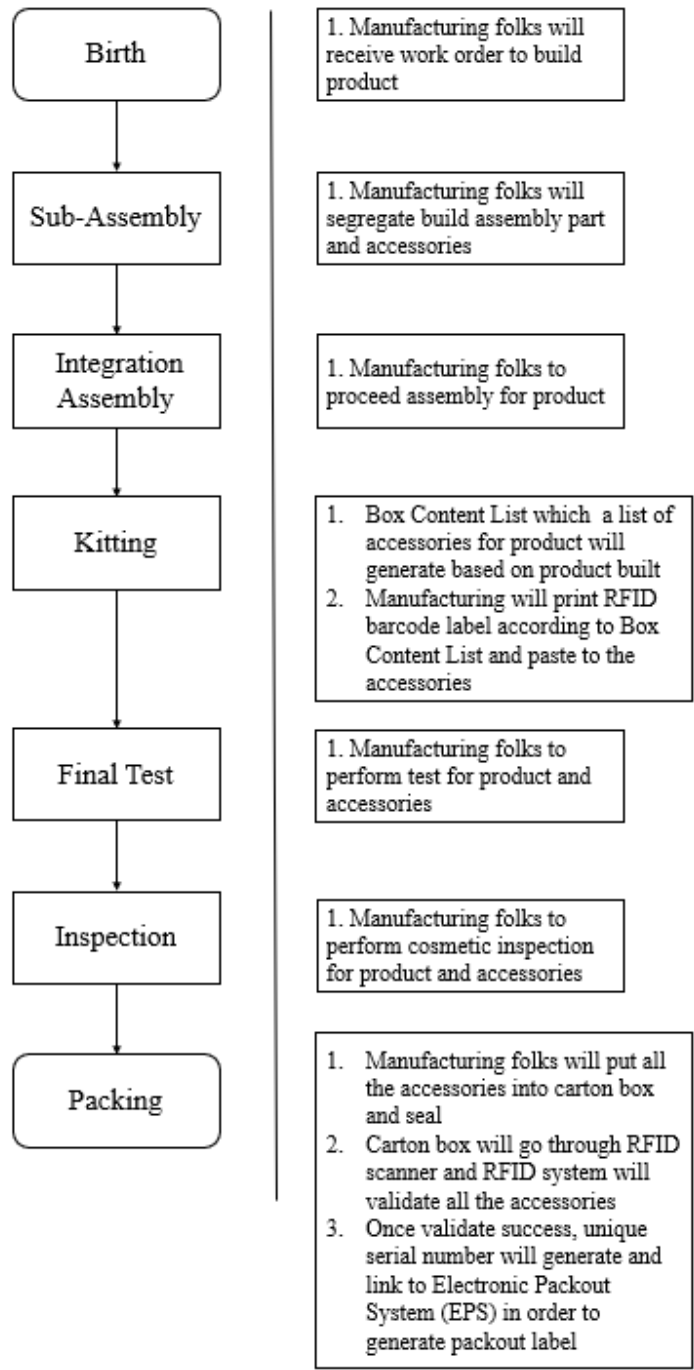 Birth
1. Manufacturing folks will
receive work order to build
product
Sub-Assembly
1. Manufacturing folks will
segregate build assembly part
and accessories
Integration
Assembly
1. Manufacturing folks to
proceed assembly for product
Kitting
1. Box Content List which a list of
accessories for product will
generate based on product built
2. Manufacturing will print RFID
barcode label according to Box
Content List and paste to the
accessories
Final Test
1. Manufacturing folks to
perform test for product and
accessories
Inspection
1. Manufacturing folks to
perform cosmetic inspection
for product and accessories
Packing
1. Manufacturing folks will put all
the accessories into carton box
and seal
2. Carton box will go through RFID
scanner and RFID system will
validate all the accessories
3. Once validate success, unique
serial number will generate and
link to Electronic Packout
System (EPS) in order to
generate packout label